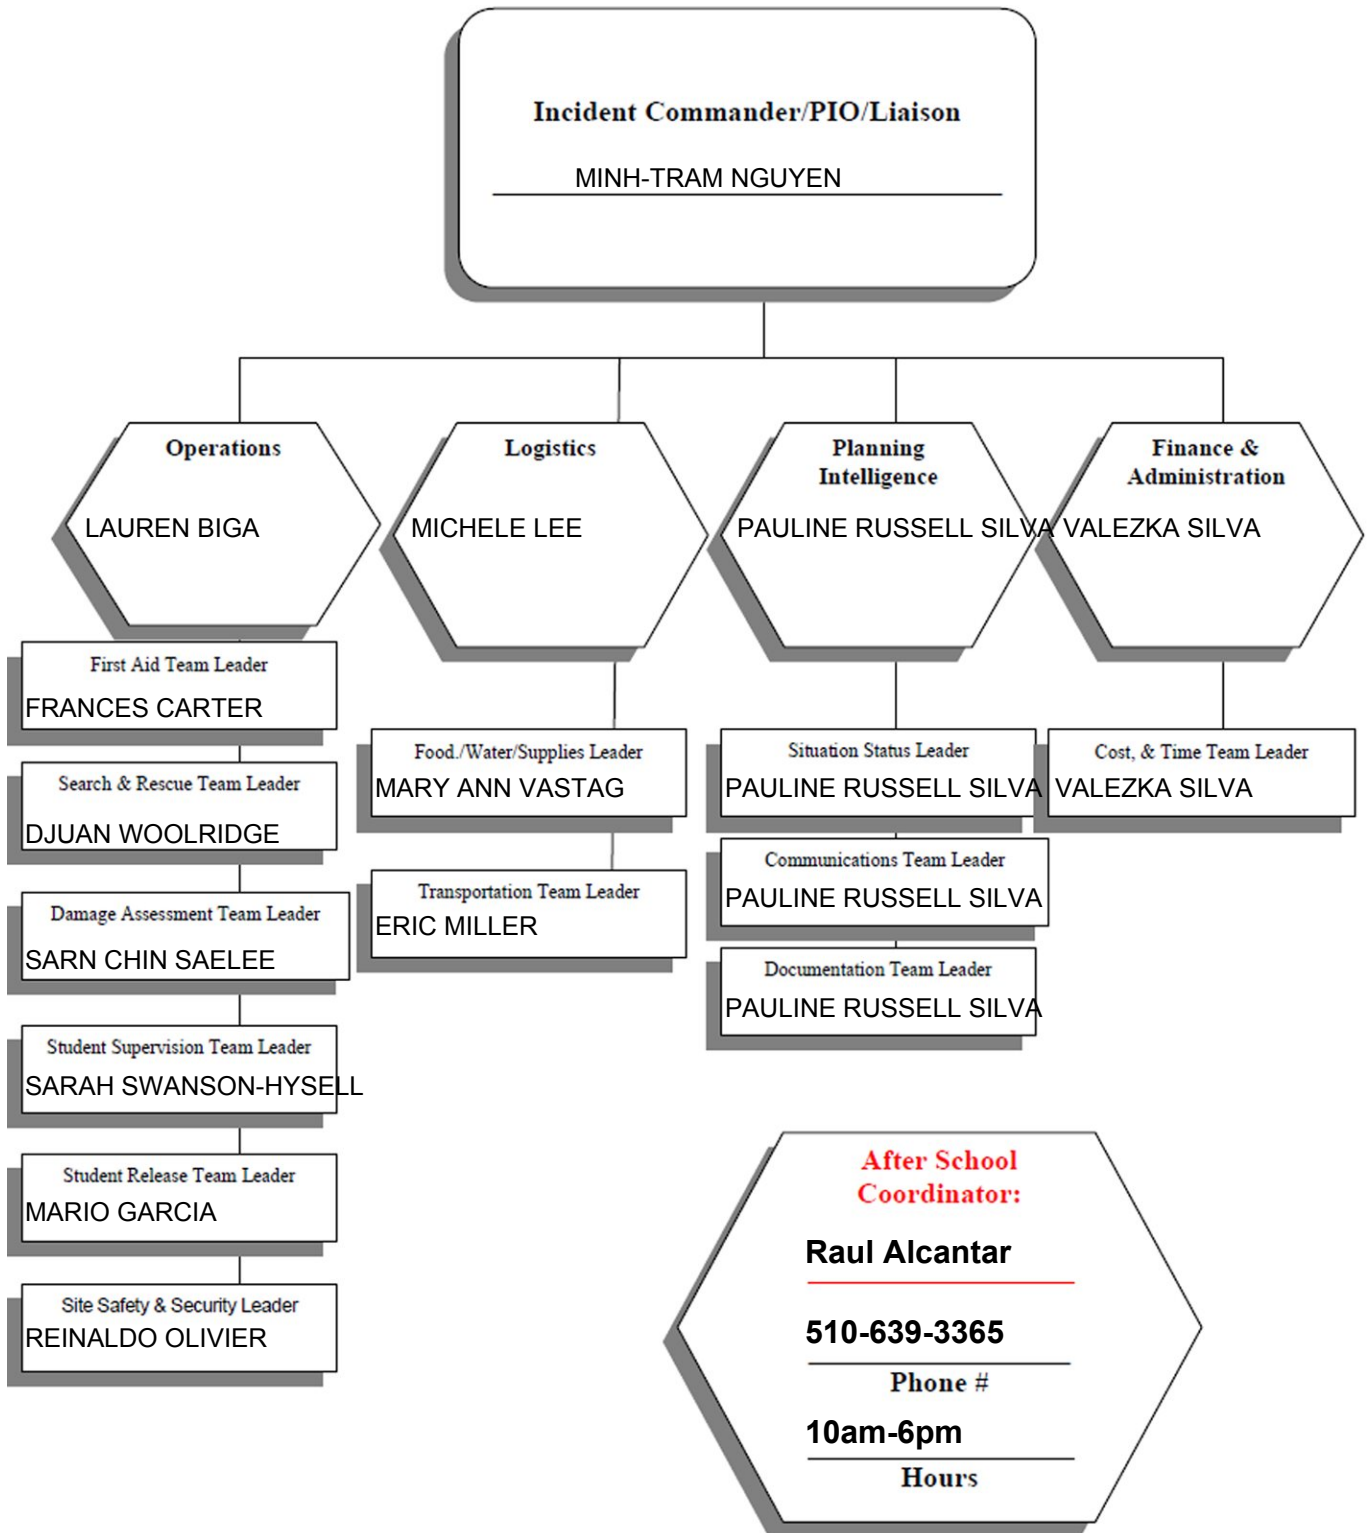 Incident Commander/PIO/Liaison
MINH-TRAM NGUYEN
Operations
LAUREN BIGA
First Aid Team Leader
FRANCES CARTER
Search & Rescue Team Leader
DJUAN WOOLRIDGE
Damage Assessment Team Leader
SARN CHIN SAELEE
Student Supervision Team Leader
SARAH SWANSON-HYSELL
Student Release Team Leader
MARIO GARCIA
Site Safety & Security Leader
REINALDO OLIVIER
Logistics
MICHELE LEE
Food./Water/Supplies Leader
MARY ANN VASTAG
Transportation Team Leader
ERIC MILLER
Planning
Intelligence
PAULINE RUSSELL SILVA
Situation Status Leader
PAULINE RUSSELL SILVA
Communications Team Leader
PAULINE RUSSELL SILVA
Documentation Team Leader
PAULINE RUSSELL SILVA
Finance &
Administration
VALEZKA SILVA
Cost, & Time Team Leader
VALEZKA SILVA
After School
Coordinator:
Raul Alcantar
510-639-3365
Phone #
10am-6pm
Hours